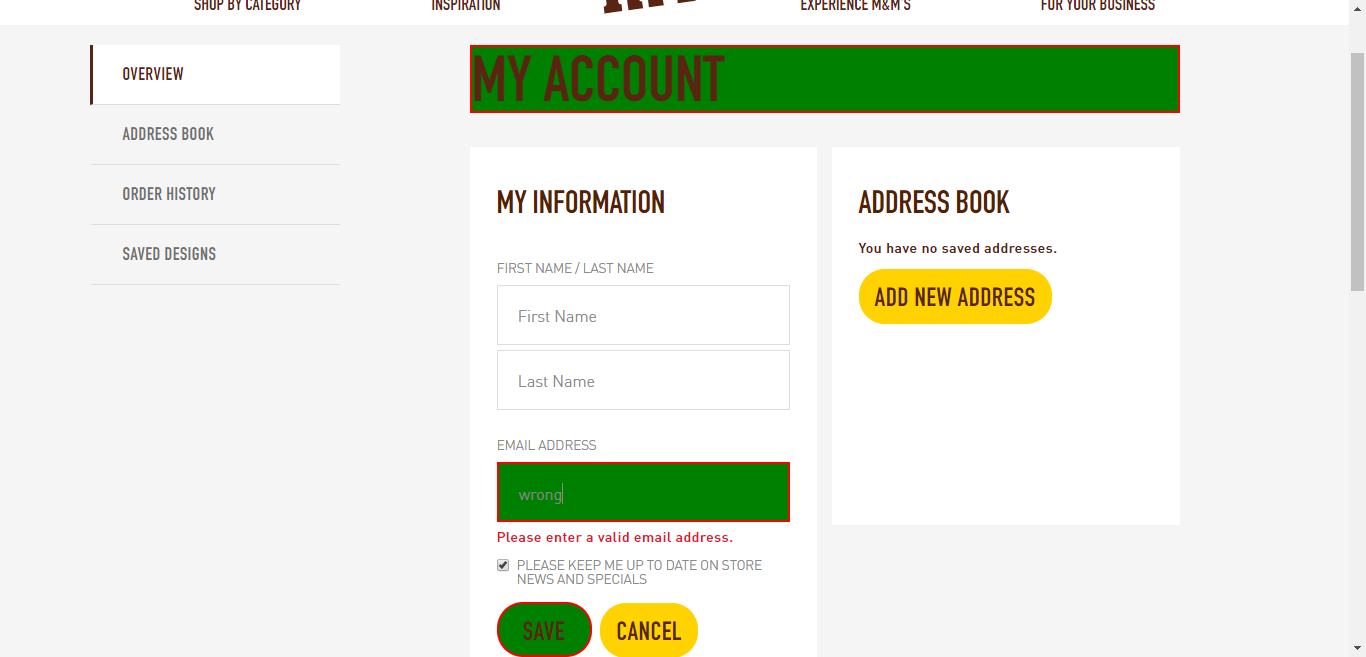 SHOP BY CATEGORY
INSPIRATION
EXPERIENCE M&M'S
FOR YOUR BUSINESS
OVERVIEW
ADDRESS BOOK
ORDER HISTORY
SAVED DESIGNS
MY ACCOUNT
MY INFORMATION
FIRST NAME / LAST NAME
First Name
Last Name
EMAIL ADDRESS
wrong
Please enter a valid email address.
PLEASE KEEP ME UP TO DATE ON STORE
NEWS AND SPECIALS
SAVE
CANCEL
ADDRESS BOOK
You have no saved addresses.
ADD NEW ADDRESS